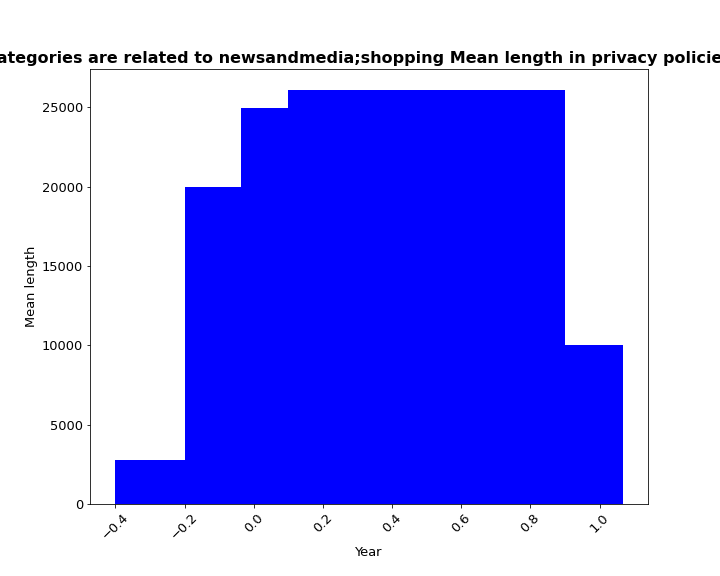 ategories are related to newsandmedia;shopping Mean length in privacy policie
25000
20000
15000
10000
5000
0
Mean length
−0.4 −0.2 0.0 0.2 0.4 0.6 0.8 1.0
Year